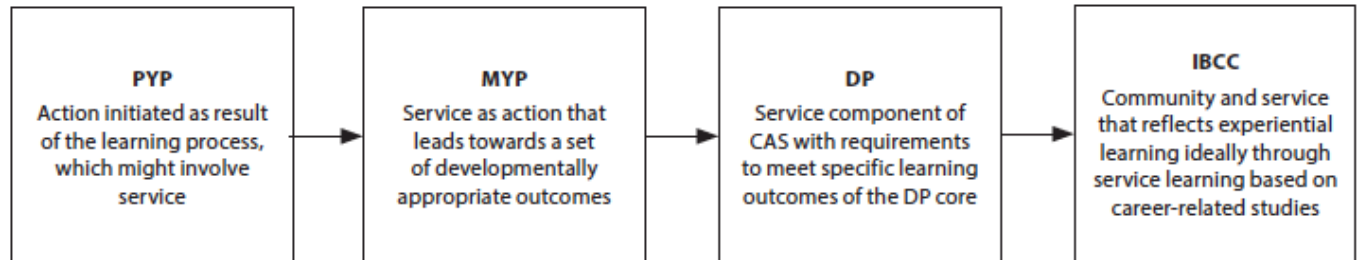 PYP
Action initiated as result
of the learning process,
which might involve
service
MYP
Service as action that
leads towards a set
of developmentally
appropriate outcomes
DP
Service component of
CAS with requirements
to meet specific learning
outcomes of the DP core
IBCC
Community and service
that reflects experiential
learning ideally through
service learning based on
career-related studies